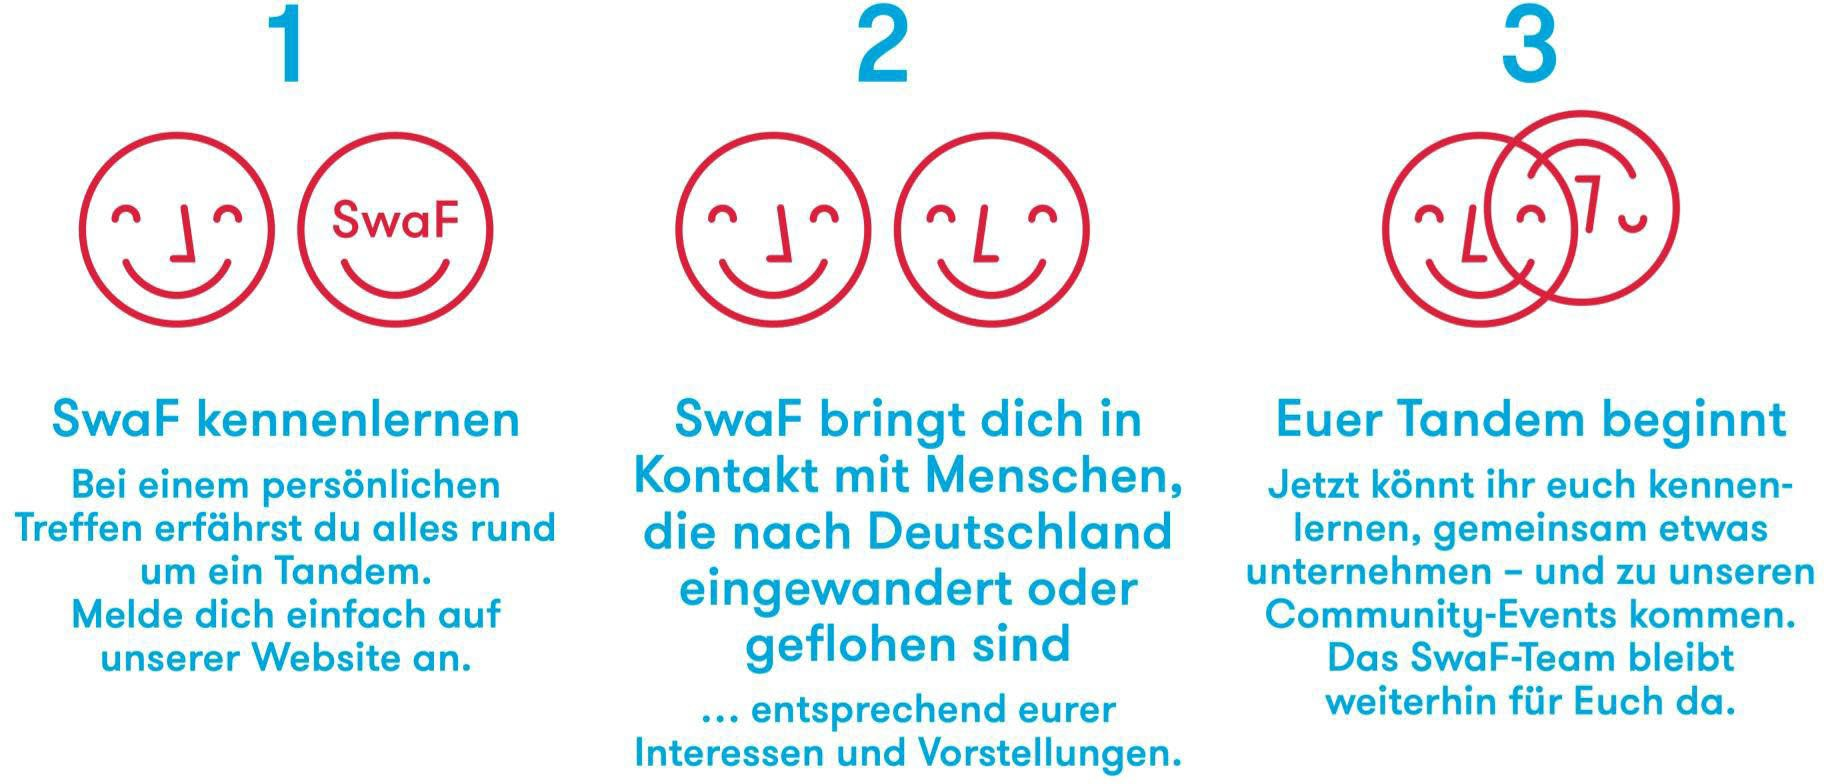 1
SwaF
SwaF kennenlernen
Bei einem persönlichen
Treffen erfährst du alles rund
um ein Tandem.
Melde dich einfach auf
unserer Website an.
2
SwaF bringt dich in
Kontakt mit Menschen,
die nach Deutschland
eingewandert oder
geflohen sind
... entsprechend eurer
Interessen und Vorstellungen.
3
Euer Tandem beginnt
Jetzt könnt ihr euch kennen-
lernen, gemeinsam etwas
unternehmen – und zu unseren
Community-Events kommen.
Das SwaF-Team bleibt
weiterhin für Euch da.